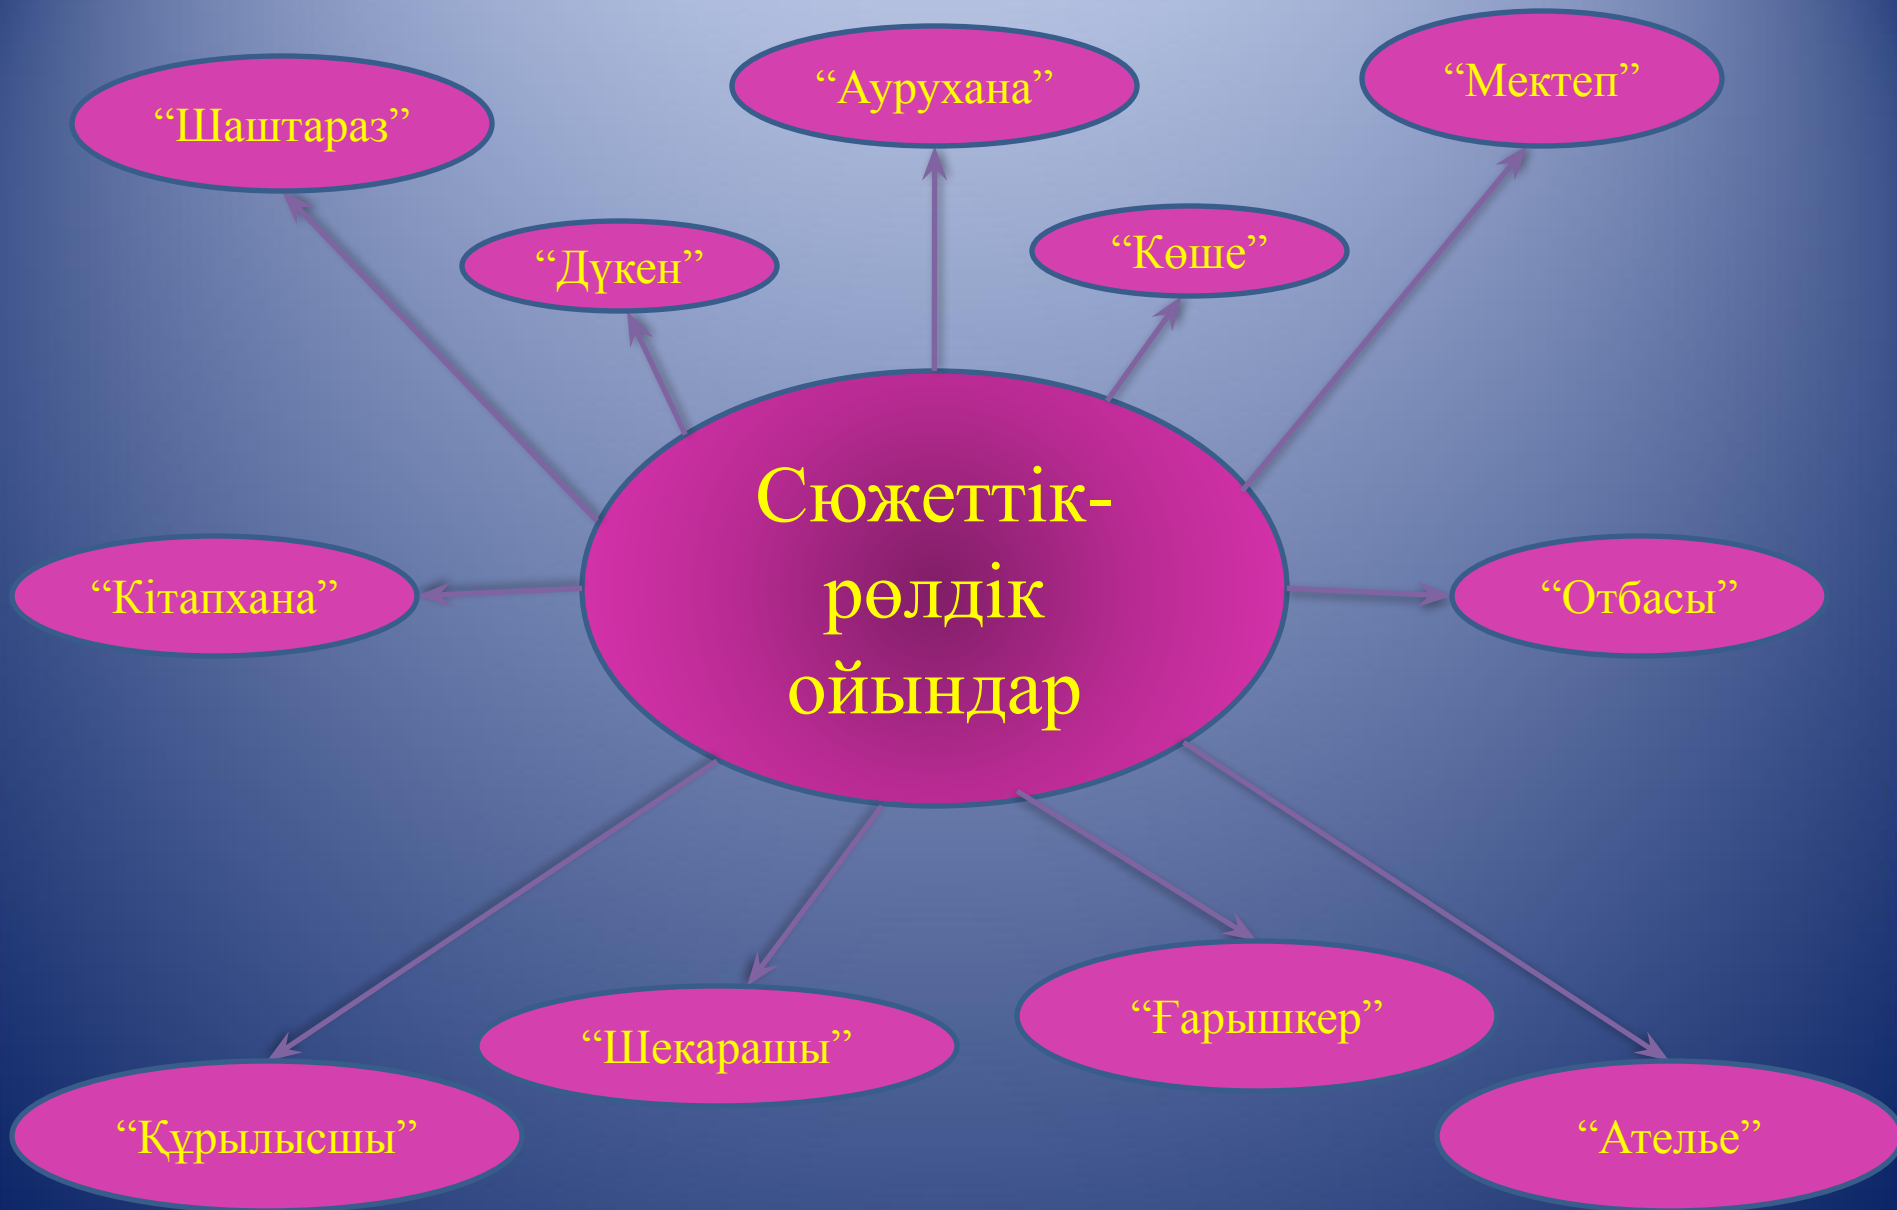 “Шаштараз”
“Аурухана”
“Мектеп”
“Дүкен”
“Көше”
Сюжеттік-
рөлдік
ойындар
“Кітапхана”
“Отбасы”
“Құрылысшы”
“Шекарашы”
“Ғарышкер”
“Ателье”